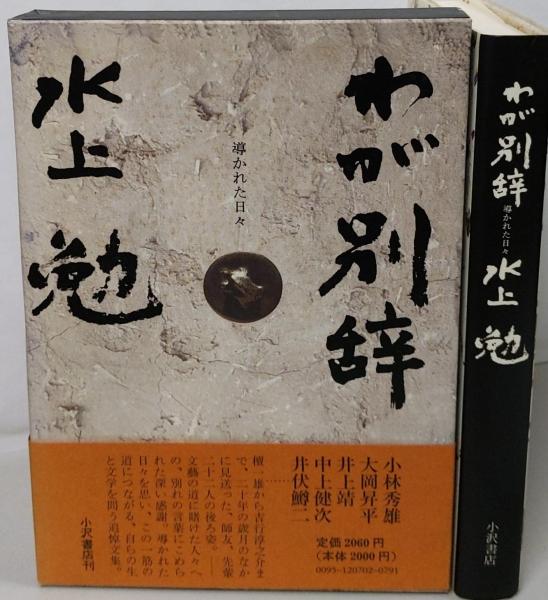 わが別辞
導かれた日々
水上勉
小林秀雄
大岡昇平
井上靖
中上健次
井伏鱒二
……
檀一雄から吉行淳之介ま
で、二十年の歳月のなか
に見送った、師友、先輩
二十二人の後ろ姿。――
文藝の道に賭けた人々へ
の、別れの言葉にこめら
れた深い感謝。導かれた
日々を思い、この一筋の
道につながる、自らの生
と文学を問う追悼文集。
小沢書店刊
定価2060円
（本体2000円）
0095-120702-0791
わが別辞
導かれた日々
水上勉
小沢書店